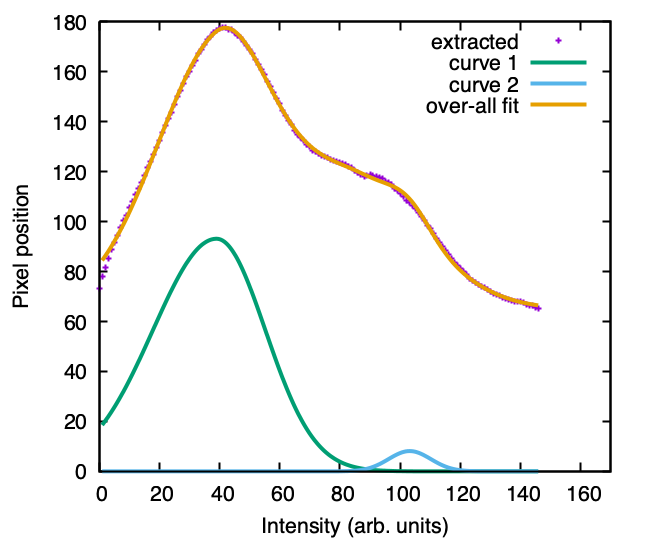 180
160
140
120
100
80
60
40
20
0
0 20 40 60 80 100 120 140 160
Pixel position
Intensity (arb. units)
extracted
curve 1
curve 2
over-all fit